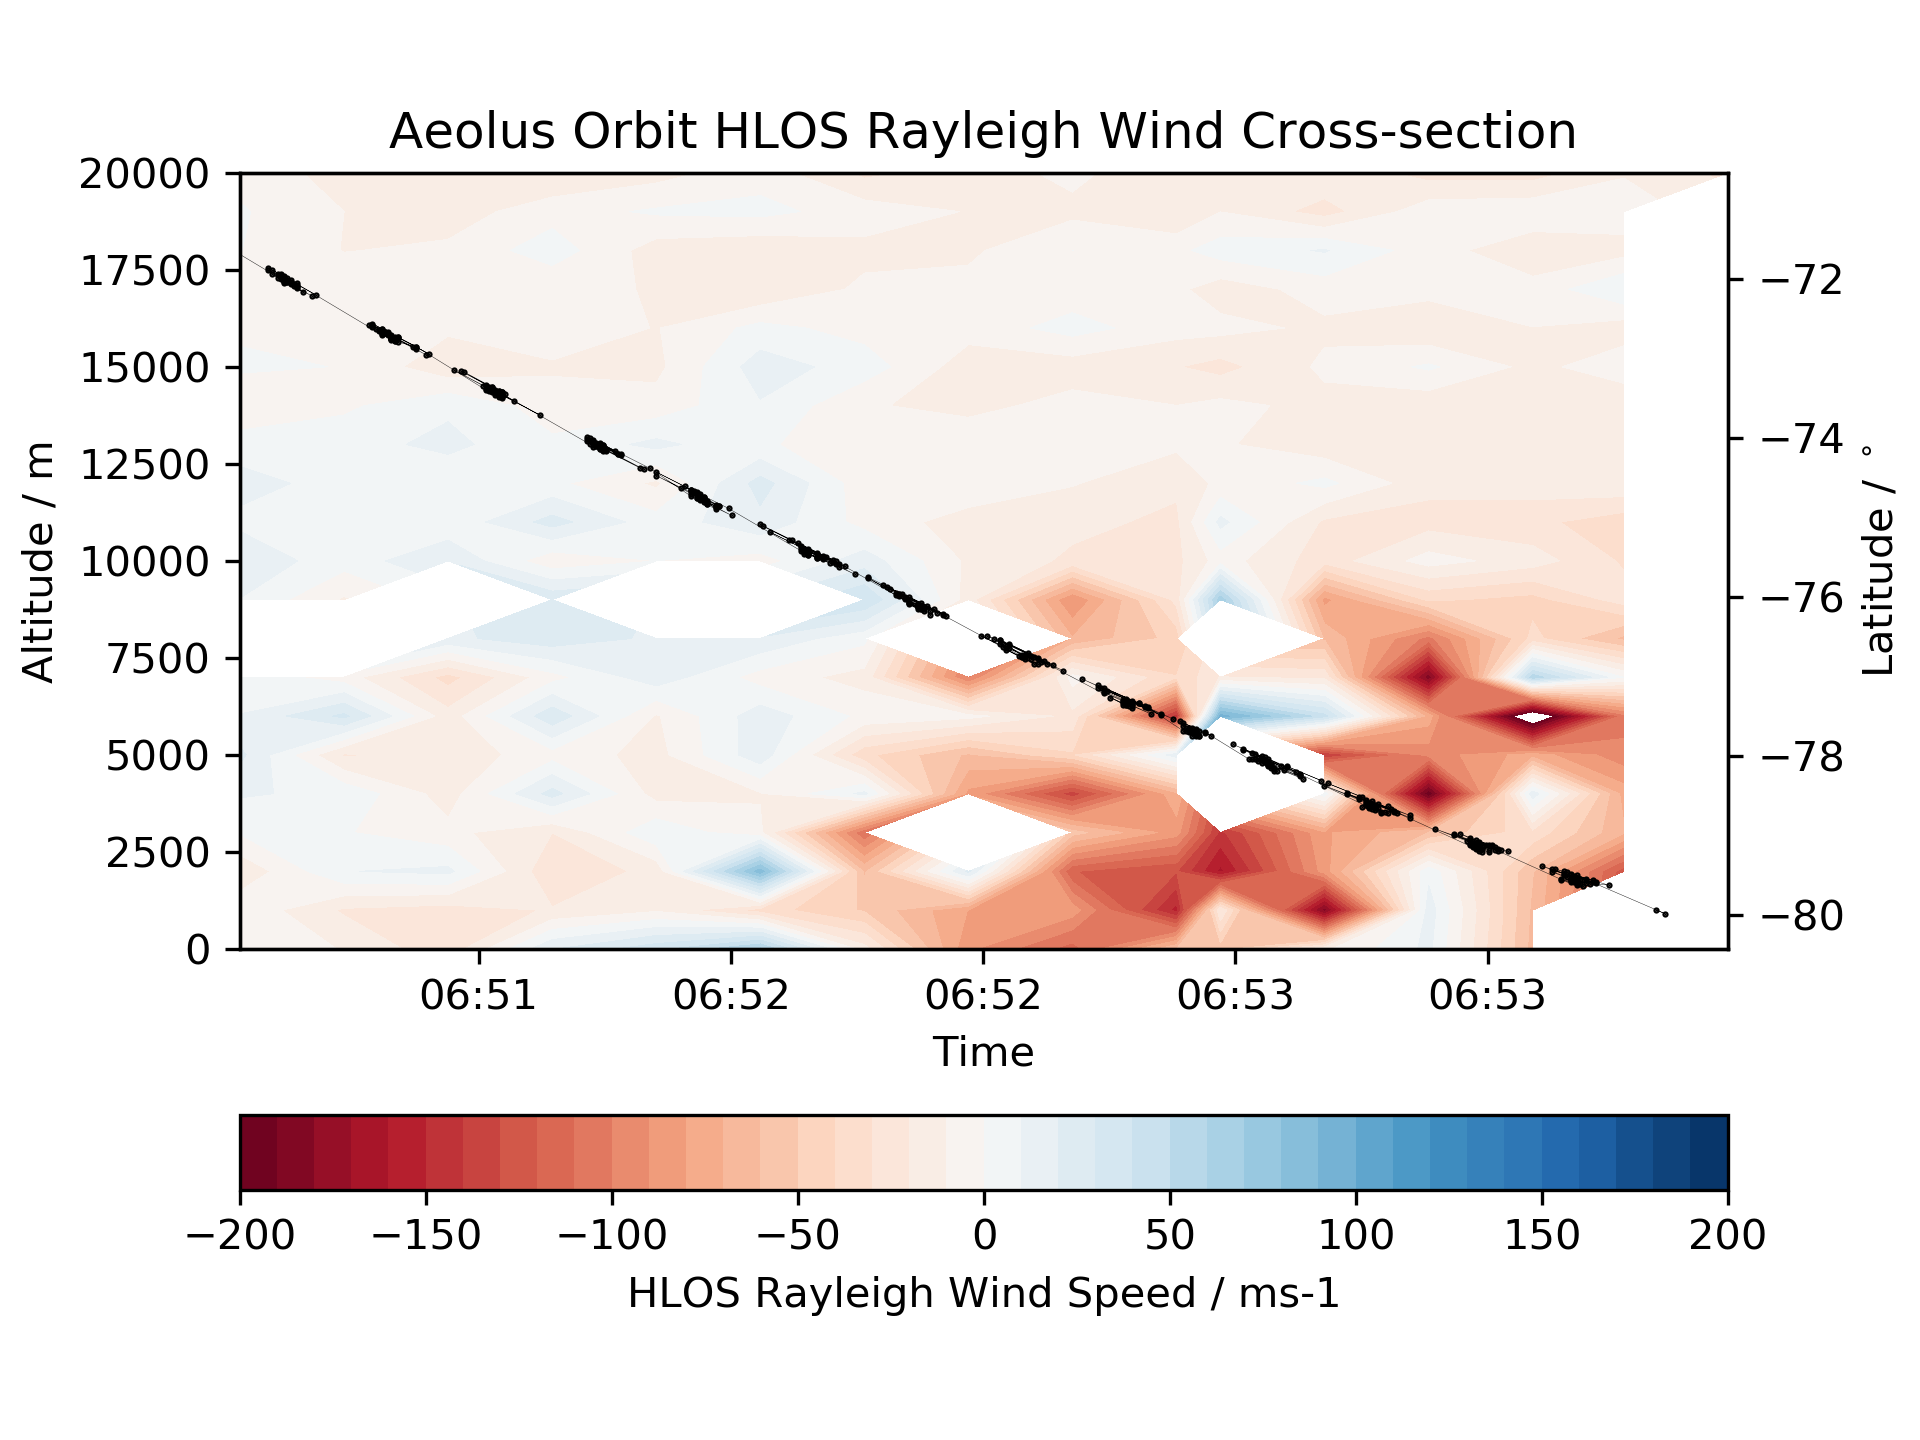 Aeolus Orbit HLOS Rayleigh Wind Cross-section
20000
17500
15000
12500
10000
7500
5000
2500
0
Altitude / m
−72
−74
−76
−78
−80
Latitude / °
06:51 06:52 06:52 06:53 06:53
Time
−200 −150 −100 −50 0 50 100 150 200
HLOS Rayleigh Wind Speed / ms-1